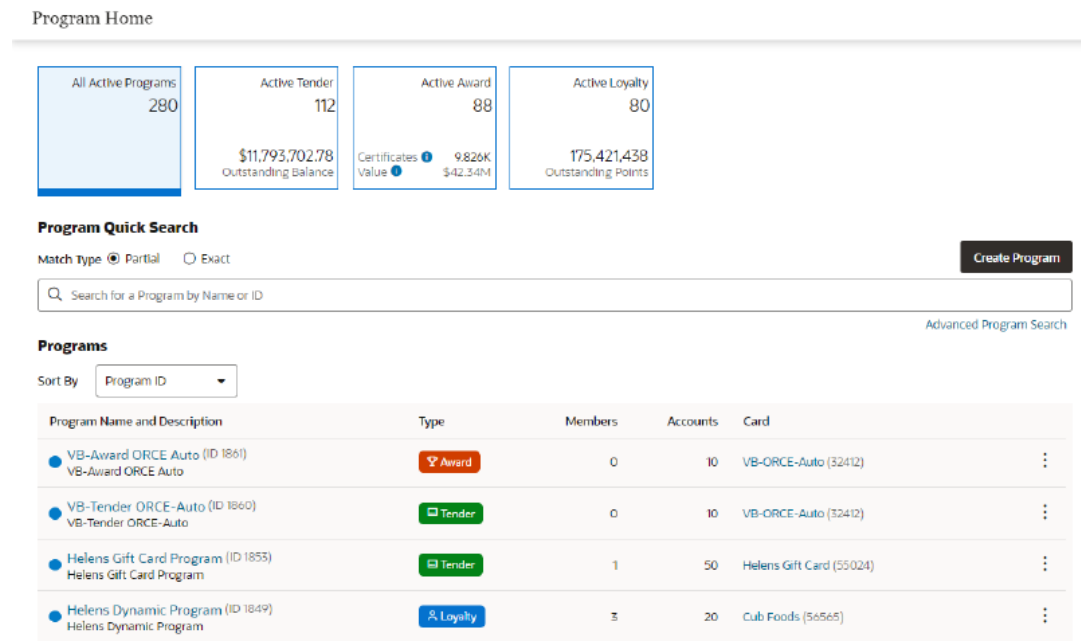 Program Home
All Active Programs
280
Active Tender
112
$11,793,702.78
Outstanding Balance
Active Award
88
Certificates 9.826K
Value $42.34M
Active Loyalty
80
175,421,438
Outstanding Points
Program Quick Search
Match Type Partial Exact
Create Program
Search for a Program by Name or ID
Advanced Program Search
Programs
Sort By Program ID
Program Name and Description Type Members Accounts Card
VB-Award ORCE Auto (ID 1861) Award 0 10 VB-ORCE-Auto (32412)
VB-Award ORCE Auto
VB-Tender ORCE-Auto (ID 1860) Tender 0 10 VB-ORCE-Auto (32412)
VB-Tender ORCE-Auto
Helens Gift Card Program (ID 1853) Tender 1 50 Helens Gift Card (55024)
Helens Gift Card Program
Helens Dynamic Program (ID 1849) Loyalty 3 20 Cub Foods (56565)
Helens Dynamic Program